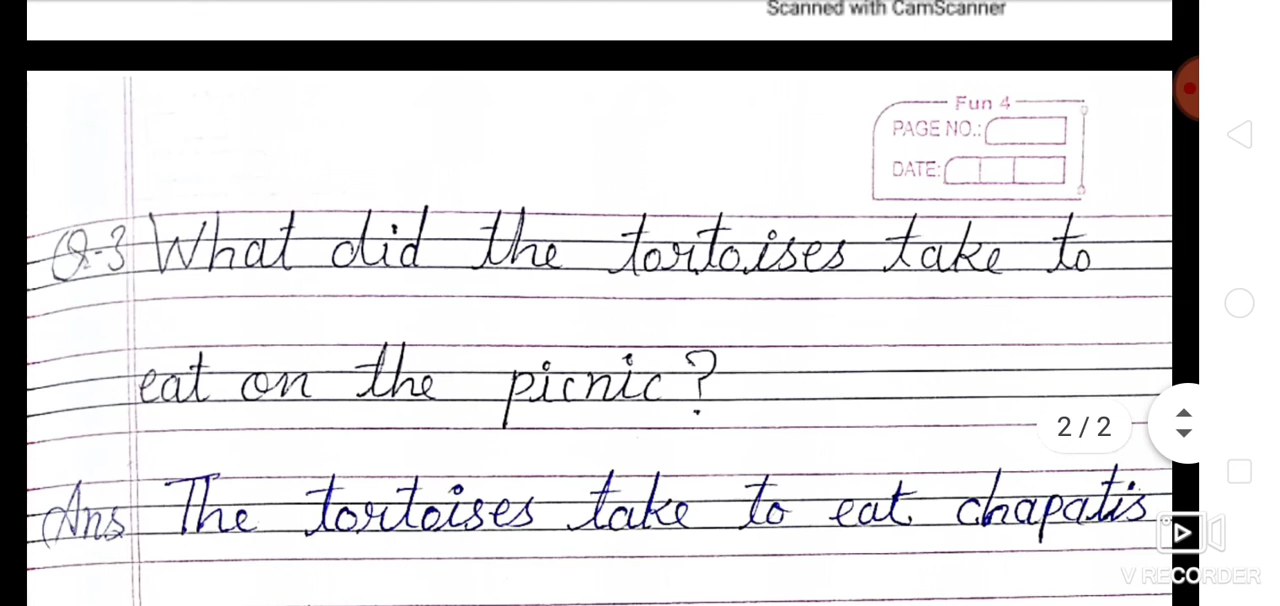 Scanned with CamScanner
Fun 4
PAGE NO.:
DATE:
Q-3 What did the tortoises take to
eat on the picnic?
2/2
Ans The tortoises take to eat chapatis
V RECORDER